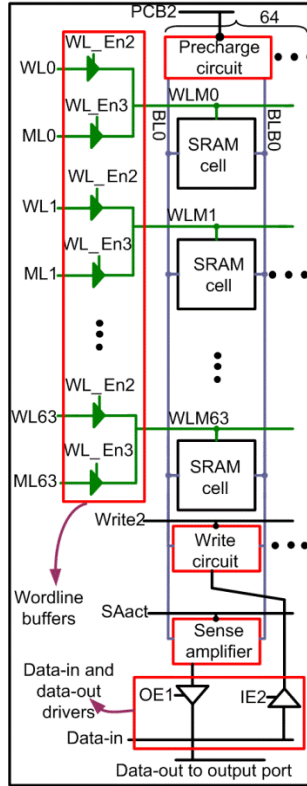 PCB2
64
WL_En2
Precharge
circuit
WL0
WL_En3
BL0
BLB0
WLM0
ML0
SRAM
cell
WL_En2
WL1
WLM1
WL_En3
SRAM
cell
ML1
WL_En2
WL63
WLM63
WL_En3
SRAM
cell
ML63
Write2
Write
circuit
Wordline
buffers
SAact
Sense
amplifier
Data-in and
data-out
drivers
OE1
IE2
Data-in
Data-out to output port